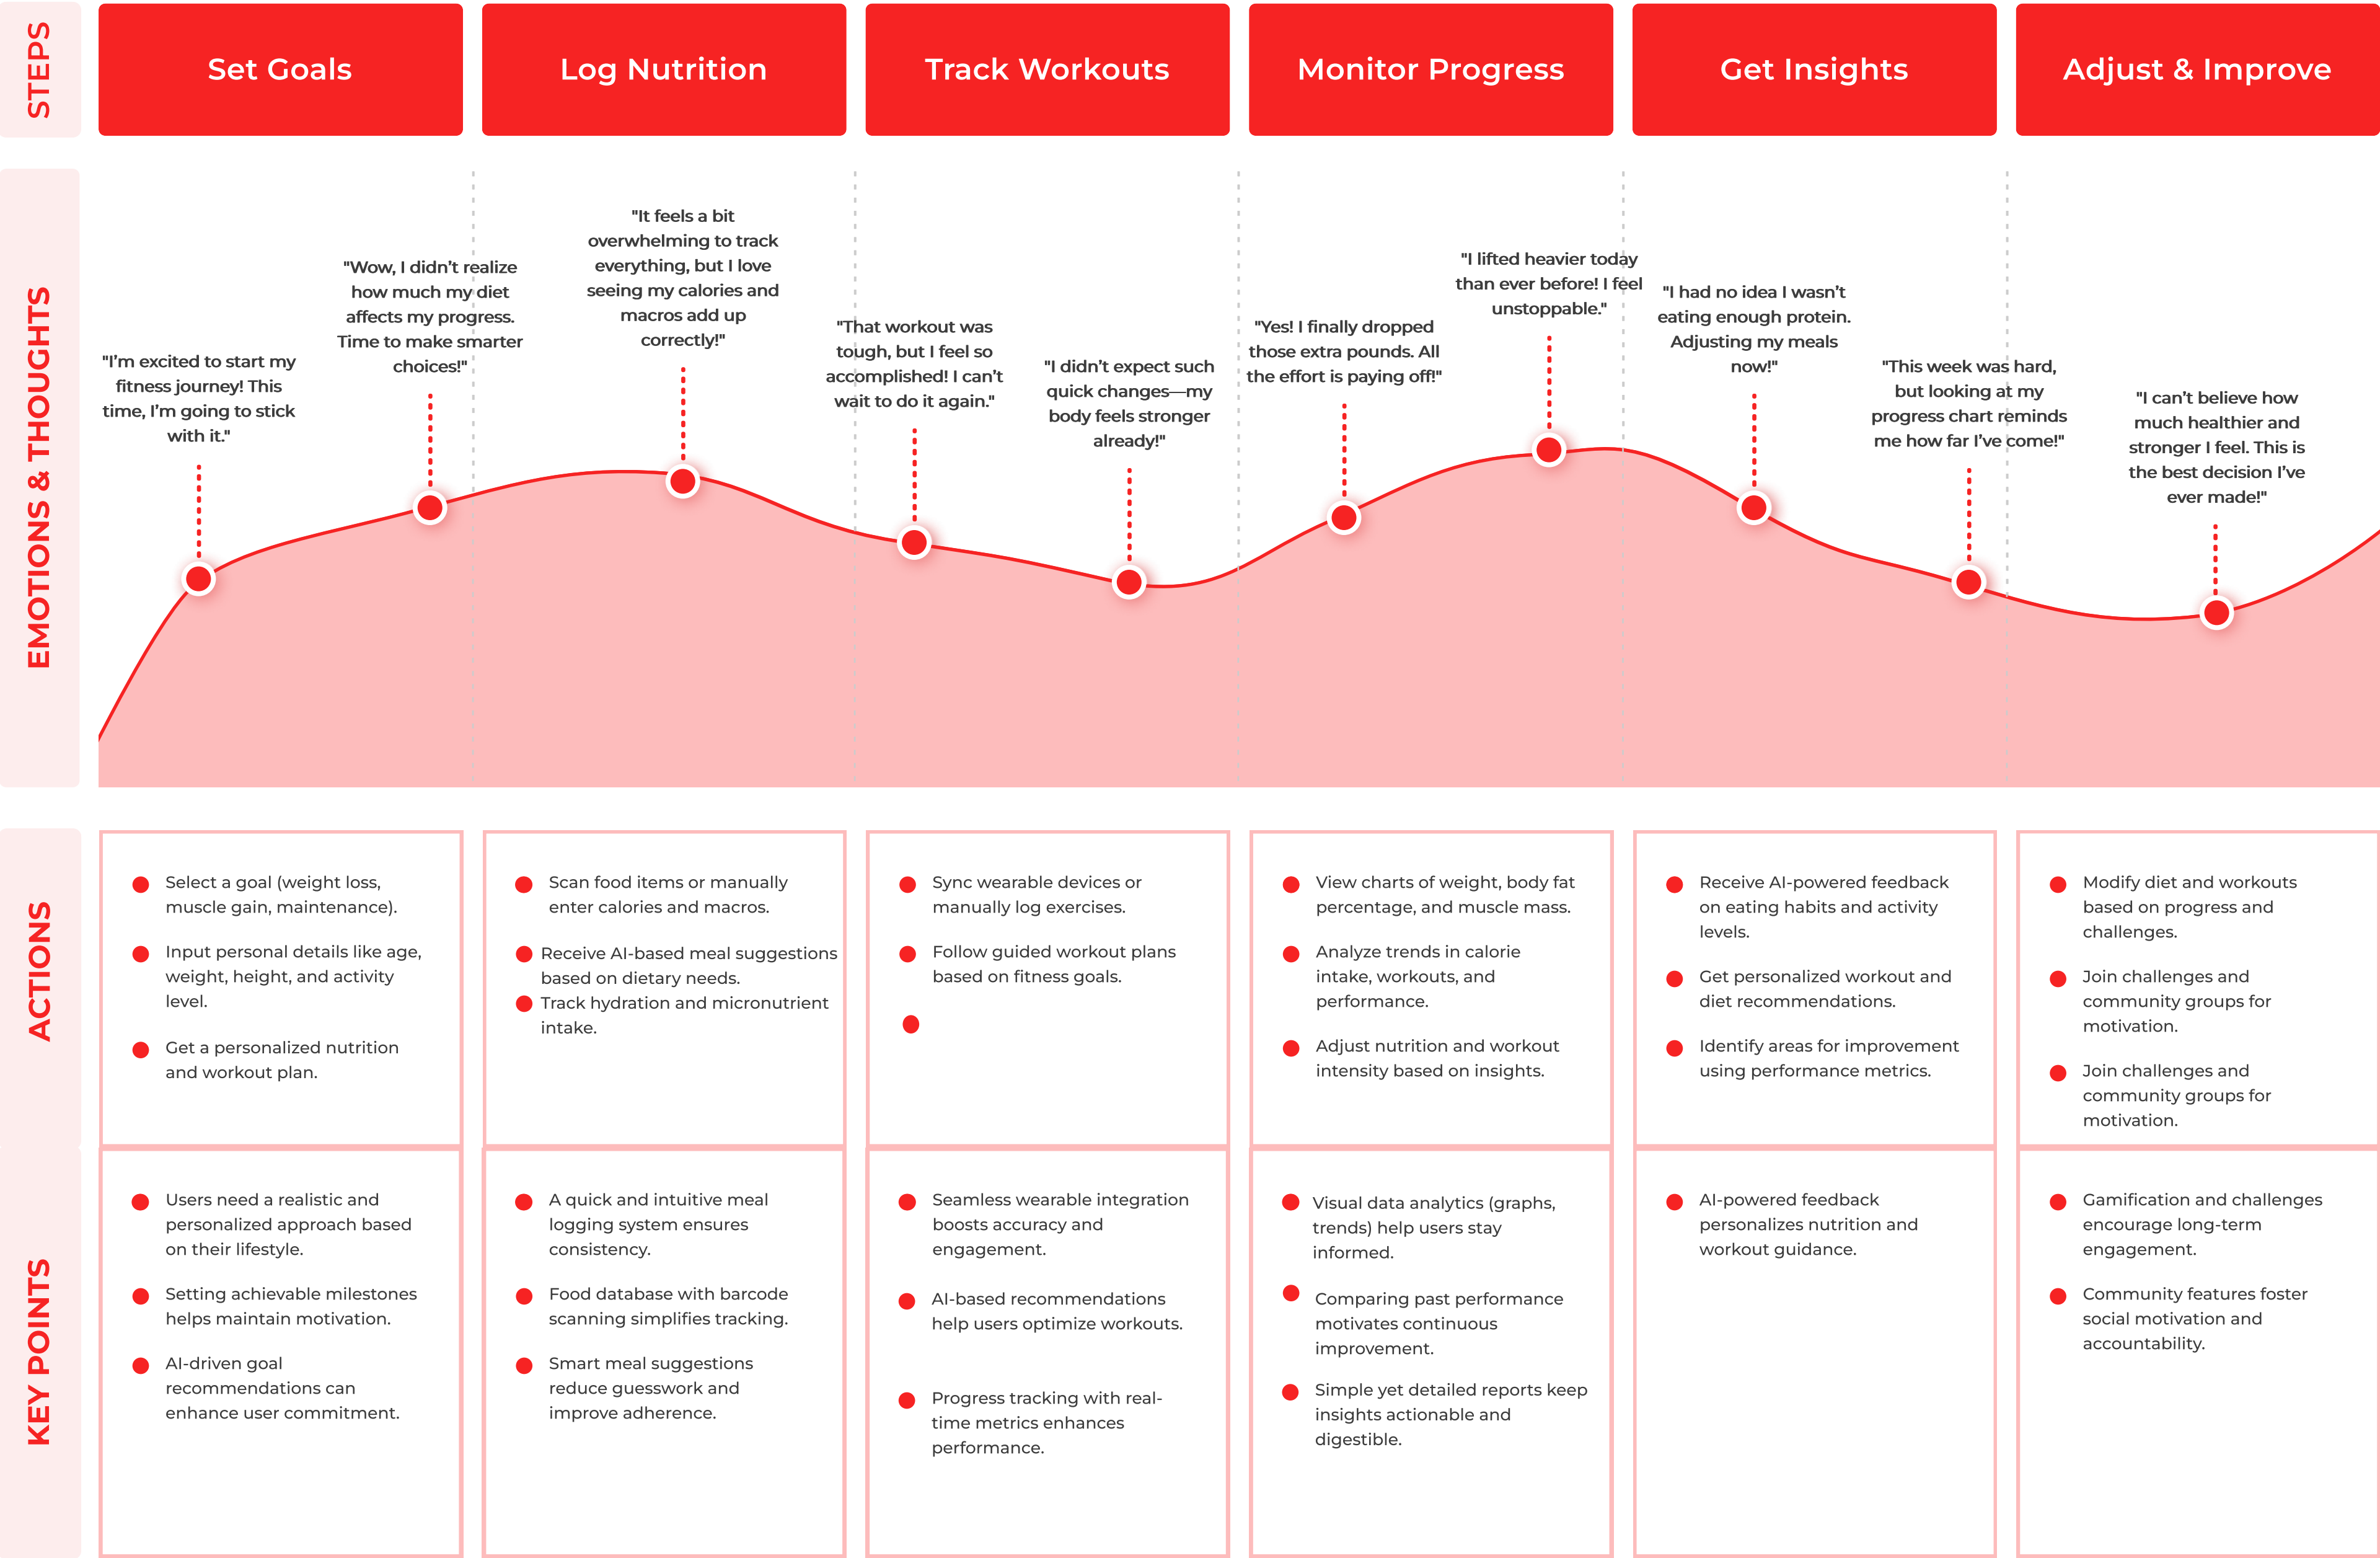 STEPS
Set Goals
Log Nutrition
Track Workouts
Monitor Progress
Get Insights
Adjust & Improve
EMOTIONS & THOUGHTS
"I’m excited to start my
fitness journey! This
time, I’m going to stick
with it."
"Wow, I didn’t realize
how much my diet
affects my progress.
Time to make smarter
choices!"
"It feels a bit
overwhelming to track
everything, but I love
seeing my calories and
macros add up
correctly!"
"That workout was
tough, but I feel so
accomplished! I can’t
wait to do it again."
"I didn’t expect such
quick changes—my
body feels stronger
already!"
"Yes! I finally dropped
those extra pounds. All
the effort is paying off!"
"I lifted heavier today
than ever before! I feel
unstoppable."
"I had no idea I wasn’t
eating enough protein.
Adjusting my meals
now!"
"This week was hard,
but looking at my
progress chart reminds
me how far I’ve come!"
"I can’t believe how
much healthier and
stronger I feel. This is
the best decision I’ve
ever made!"
ACTIONS
Select a goal (weight loss,
muscle gain, maintenance).
Input personal details like age,
weight, height, and activity
level.
Get a personalized nutrition
and workout plan.
Scan food items or manually
enter calories and macros.
Receive AI-based meal suggestions
based on dietary needs.
Track hydration and micronutrient
intake.
Sync wearable devices or
manually log exercises.
Follow guided workout plans
based on fitness goals.
View charts of weight, body fat
percentage, and muscle mass.
Analyze trends in calorie
intake, workouts, and
performance.
Adjust nutrition and workout
intensity based on insights.
Receive AI-powered feedback
on eating habits and activity
levels.
Get personalized workout and
diet recommendations.
Identify areas for improvement
using performance metrics.
Modify diet and workouts
based on progress and
challenges.
Join challenges and
community groups for
motivation.
Join challenges and
community groups for
motivation.
KEY POINTS
Users need a realistic and
personalized approach based
on their lifestyle.
Setting achievable milestones
helps maintain motivation.
AI-driven goal
recommendations can
enhance user commitment.
A quick and intuitive meal
logging system ensures
consistency.
Food database with barcode
scanning simplifies tracking.
Smart meal suggestions
reduce guesswork and
improve adherence.
Seamless wearable integration
boosts accuracy and
engagement.
AI-based recommendations
help users optimize workouts.
Progress tracking with real-
time metrics enhances
performance.
Visual data analytics (graphs,
trends) help users stay
informed.
Comparing past performance
motivates continuous
improvement.
Simple yet detailed reports keep
insights actionable and
digestible.
AI-powered feedback
personalizes nutrition and
workout guidance.
Gamification and challenges
encourage long-term
engagement.
Community features foster
social motivation and
accountability.